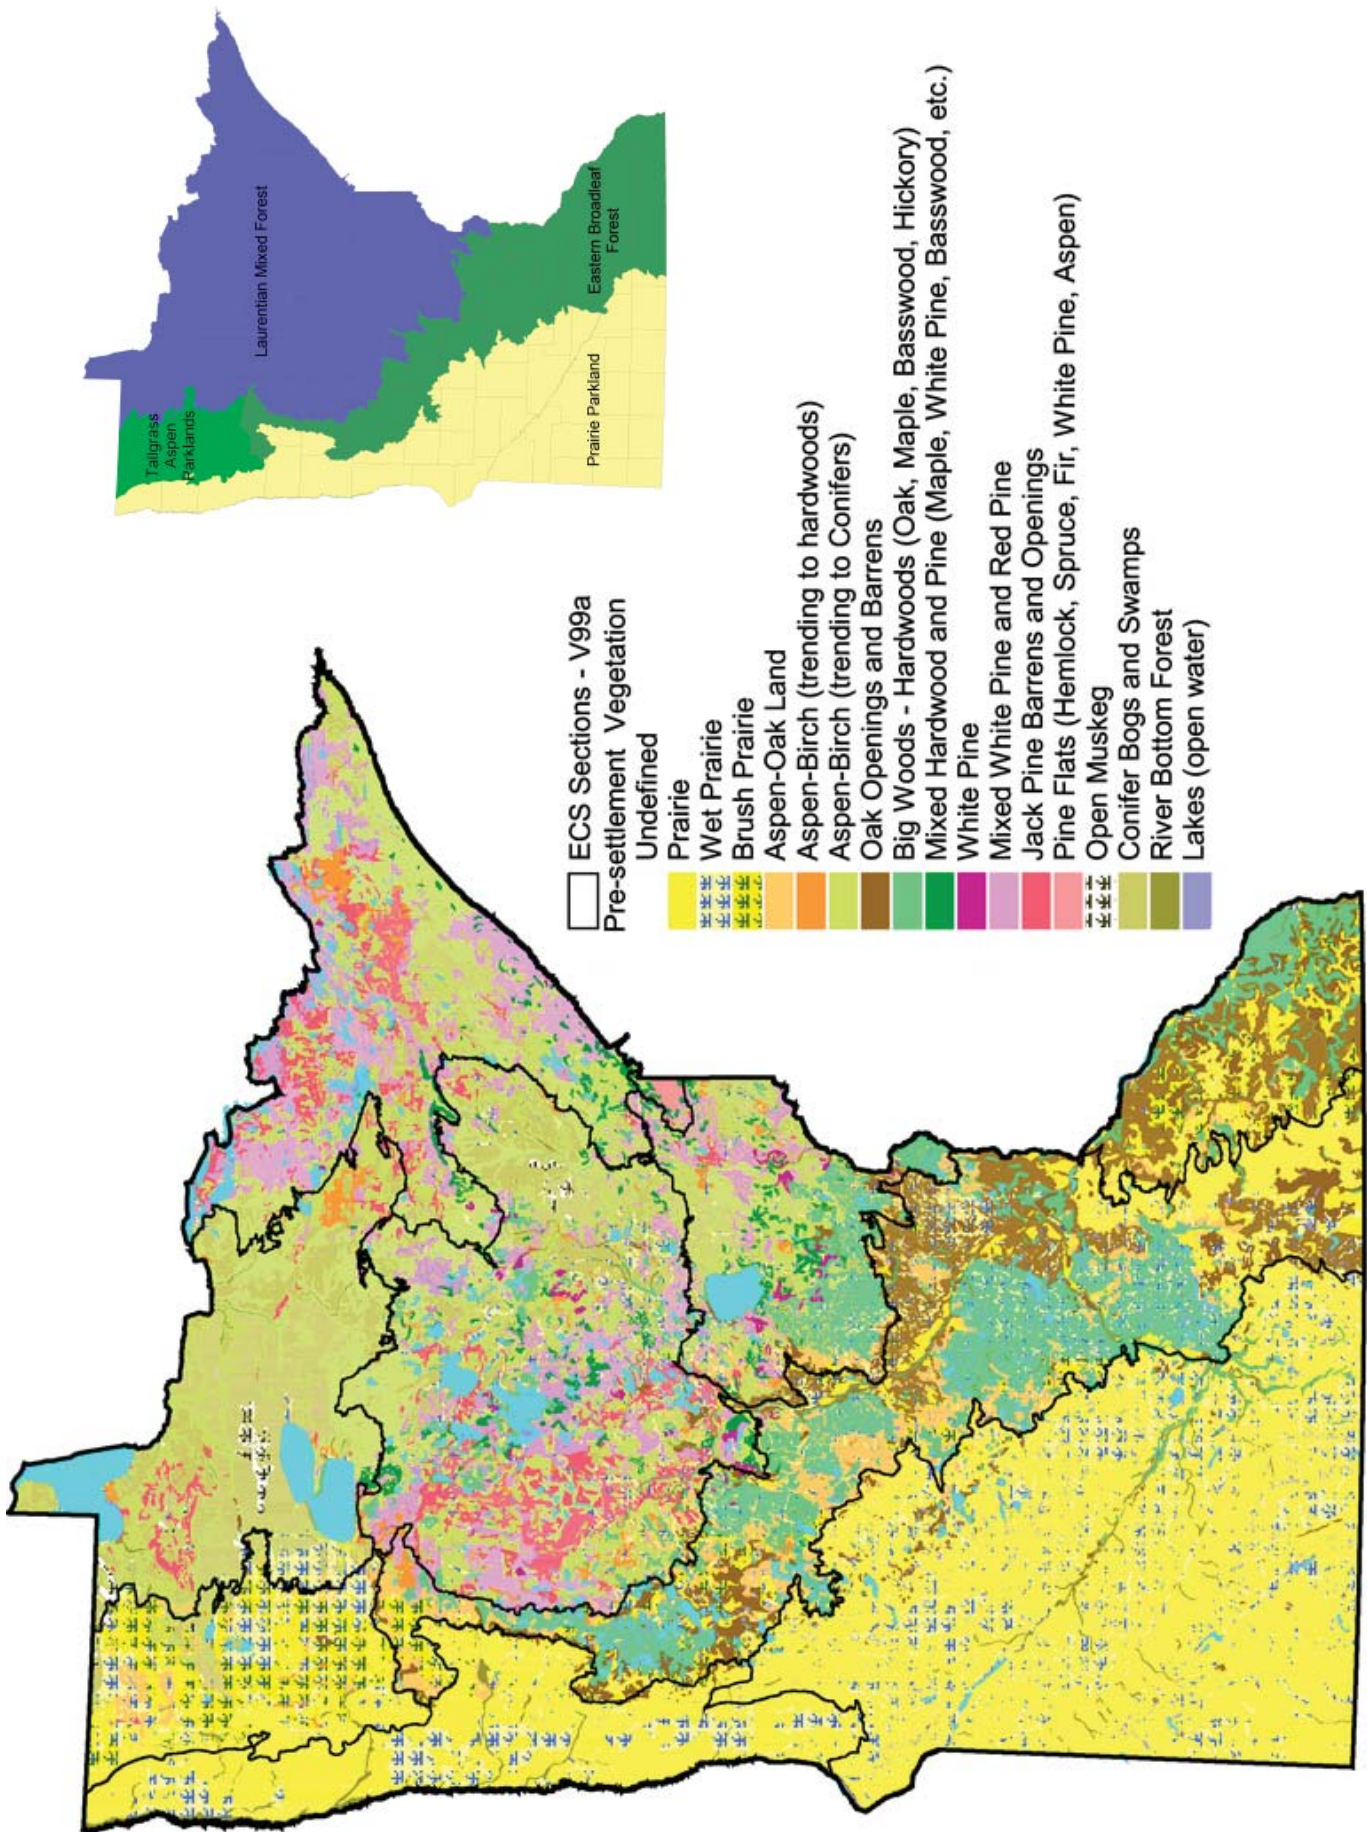 Tallgrass
Aspen
Parklands
Laurentian Mixed Forest
Prairie Parkland
Eastern Broadleaf
Forest
ECS Sections - V99a
Pre-settlement Vegetation
Undefined
Prairie
Wet Prairie
Brush Prairie
Aspen-Oak Land
Aspen-Birch (trending to hardwoods)
Aspen-Birch (trending to Conifers)
Oak Openings and Barrens
Big Woods - Hardwoods (Oak, Maple, Basswood, Hickory)
Mixed Hardwood and Pine (Maple, White Pine, Basswood, etc.)
White Pine
Mixed White Pine and Red Pine
Jack Pine Barrens and Openings
Pine Flats (Hemlock, Spruce, Fir, White Pine, Aspen)
Open Muskeg
Conifer Bogs and Swamps
River Bottom Forest
Lakes (open water)